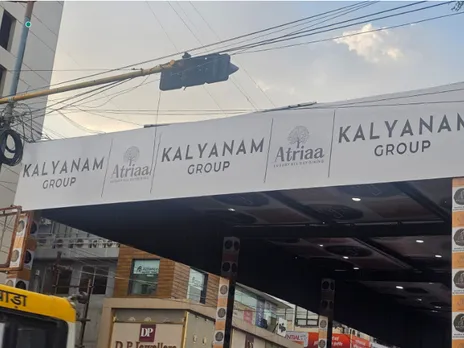 KALYANAM
GROUP
Atriaa
KALYANAM
GROUP
Atriaa
KALYANAM
GROUP
DP
D.P. Jewellers